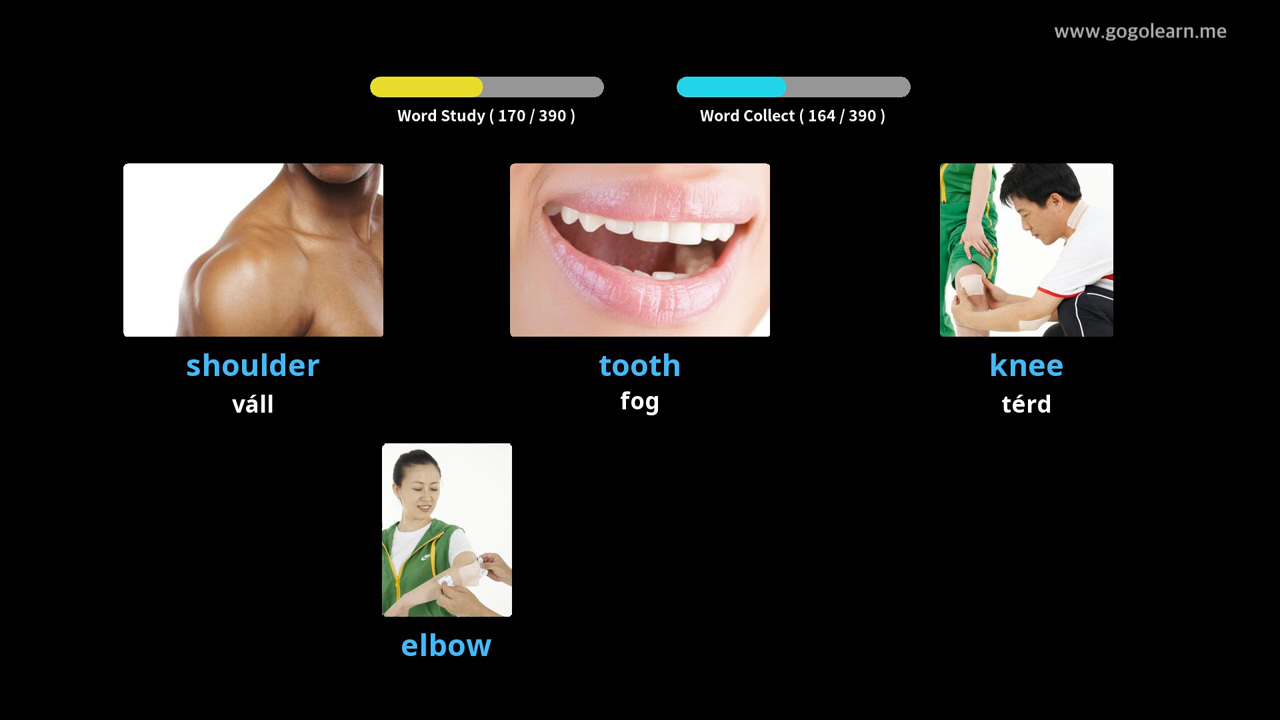 www.gogolearn.me
Word Study ( 170 / 390 )
Word Collect ( 164 / 390 )
shoulder
váll
tooth
fog
knee
térd
elbow